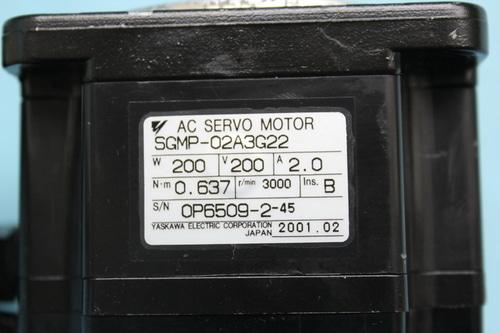 AC SERVO MOTOR
SGMP-02A3G22
W 200 V 200 A 2.0
N·m 0.637 r/min 3000 Ins. B
S/N 0P6509-2-45
YASKAWA ELECTRIC CORPORATION
JAPAN 2001.02